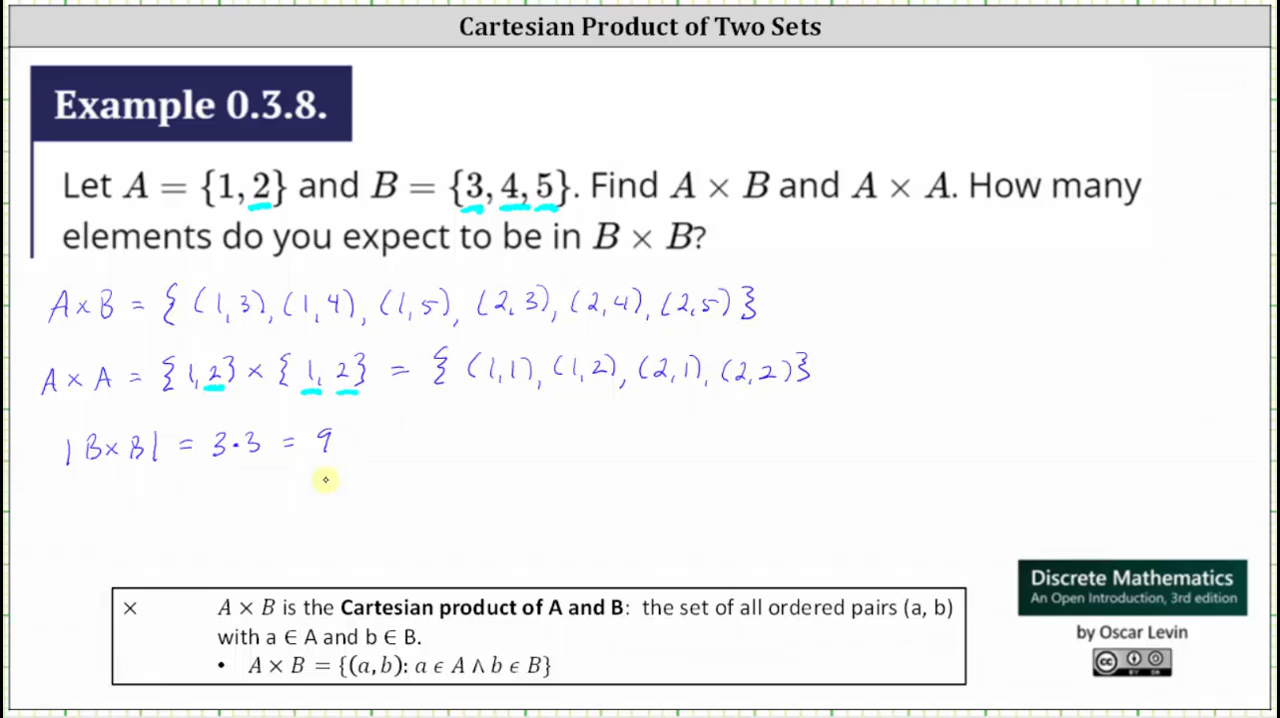 Cartesian Product of Two Sets
Example 0.3.8.
Let A = {1, 2} and B = {3, 4, 5}. Find A × B and A × A. How many
elements do you expect to be in B × B?
A×B = { (1,3), (1,4), (1,5), (2,3), (2,4), (2,5) }
A×A = {1,2} × {1,2} = { (1,1), (1,2), (2,1), (2,2) }
|B×B| = 3·3 = 9
× A × B is the Cartesian product of A and B: the set of all ordered pairs (a, b)
with a ∈ A and b ∈ B.
• A × B = {(a, b): a ϵ A ∧ b ϵ B}
Discrete Mathematics
An Open Introduction, 3rd edition
by Oscar Levin
cc
BY SA